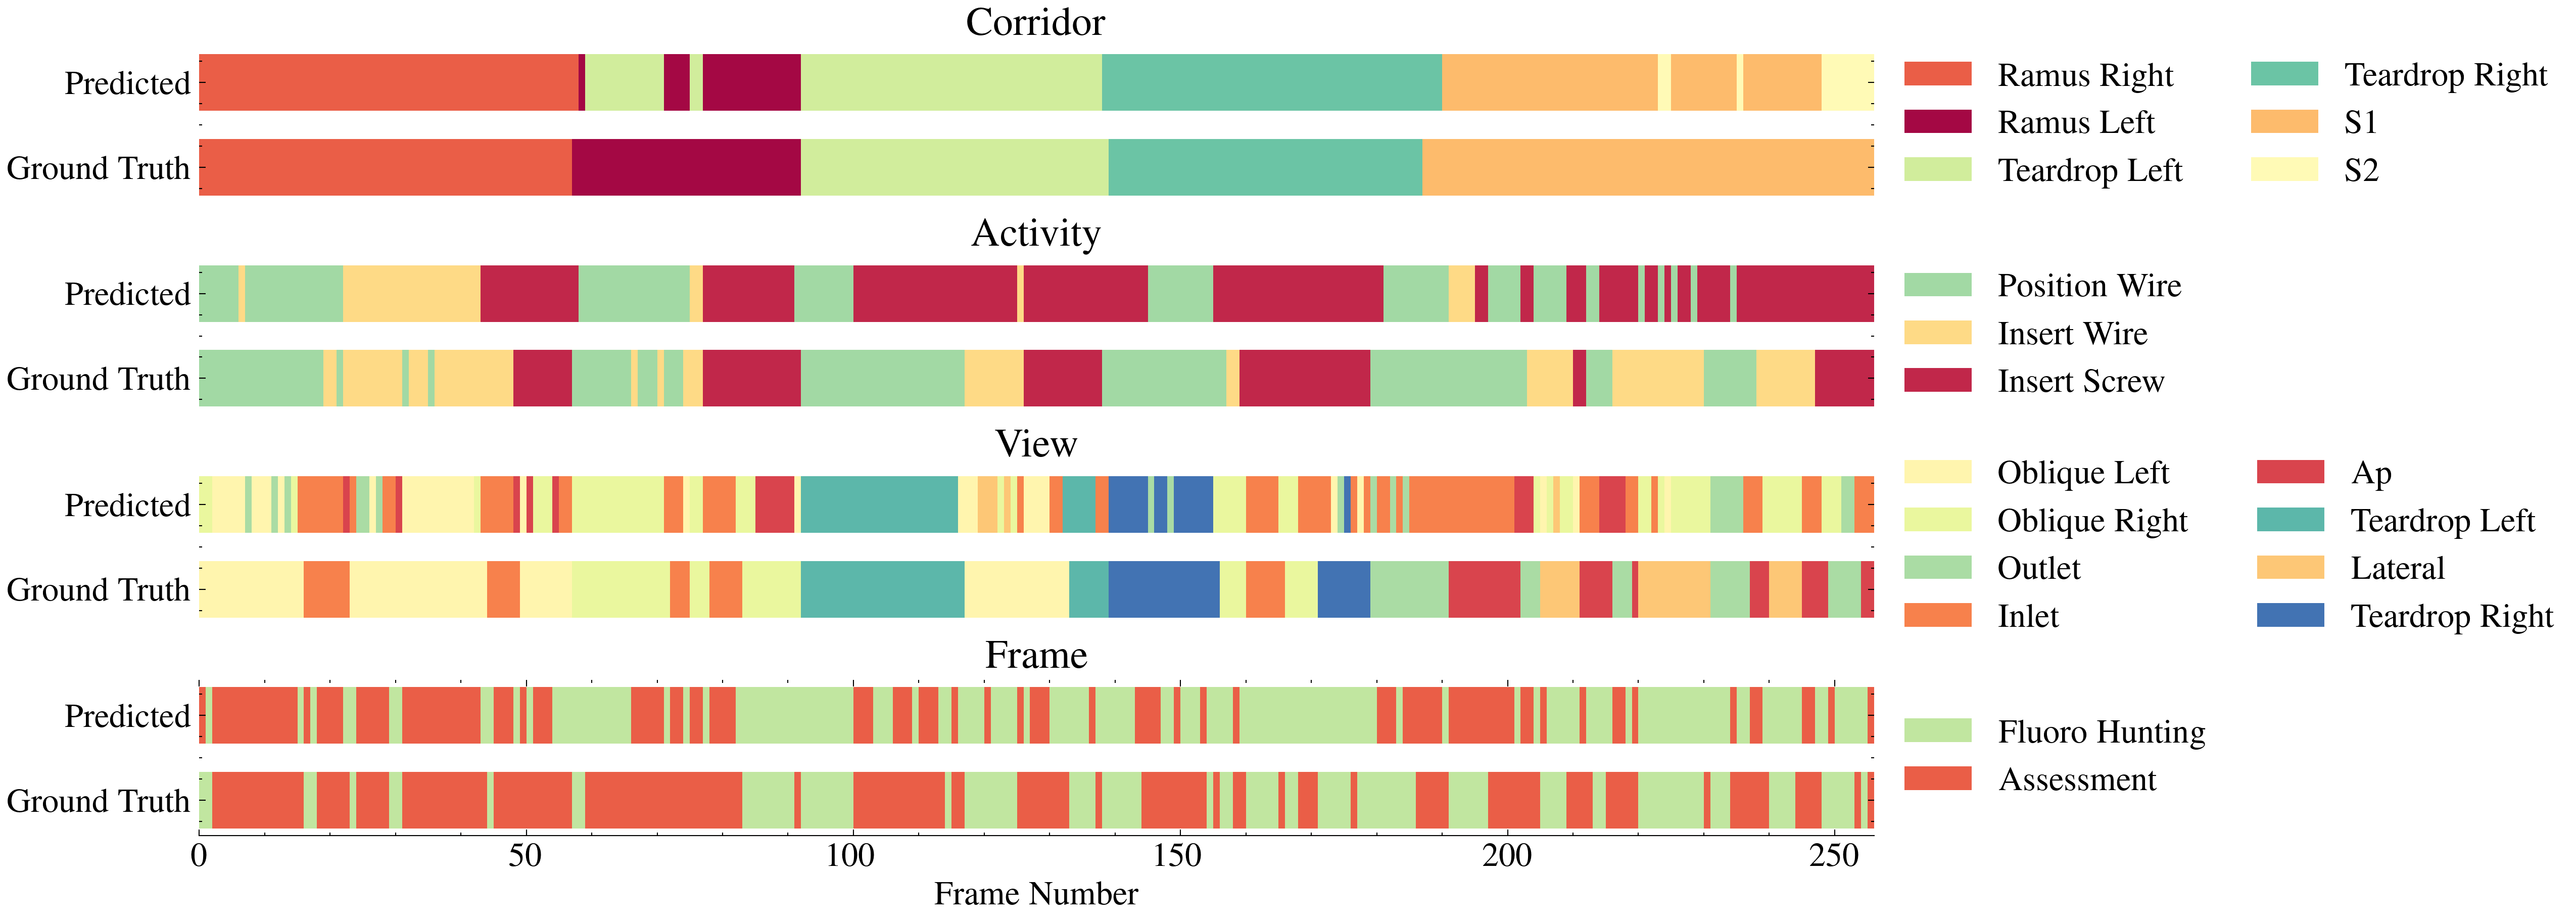 Corridor
Predicted
Ground Truth
Ramus Right
Ramus Left
Teardrop Left
Teardrop Right
S1
S2
Activity
Predicted
Ground Truth
Position Wire
Insert Wire
Insert Screw
View
Predicted
Ground Truth
Oblique Left
Oblique Right
Outlet
Inlet
Ap
Teardrop Left
Lateral
Teardrop Right
Frame
Predicted
Ground Truth
Fluoro Hunting
Assessment
0 50 100 150 200 250
Frame Number